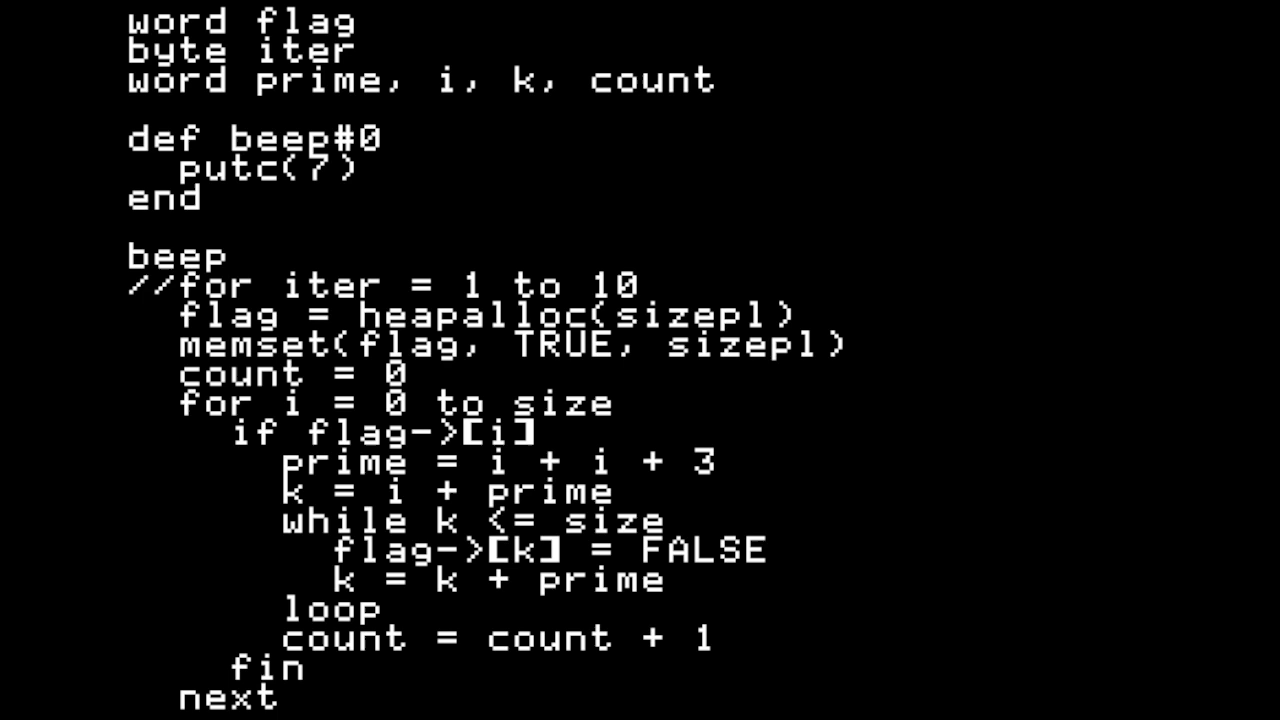 word flag
byte iter
word prime, i, k, count
def beep#0
putc(7)
end
beep
//for iter = 1 to 10
flag = heapalloc(sizepl)
memset(flag, TRUE, sizepl)
count = 0
for i = 0 to size
if flag->[i]
prime = i + i + 3
k = i + prime
while k <= size
flag->[k] = FALSE
k = k + prime
loop
count = count + 1
fin
next